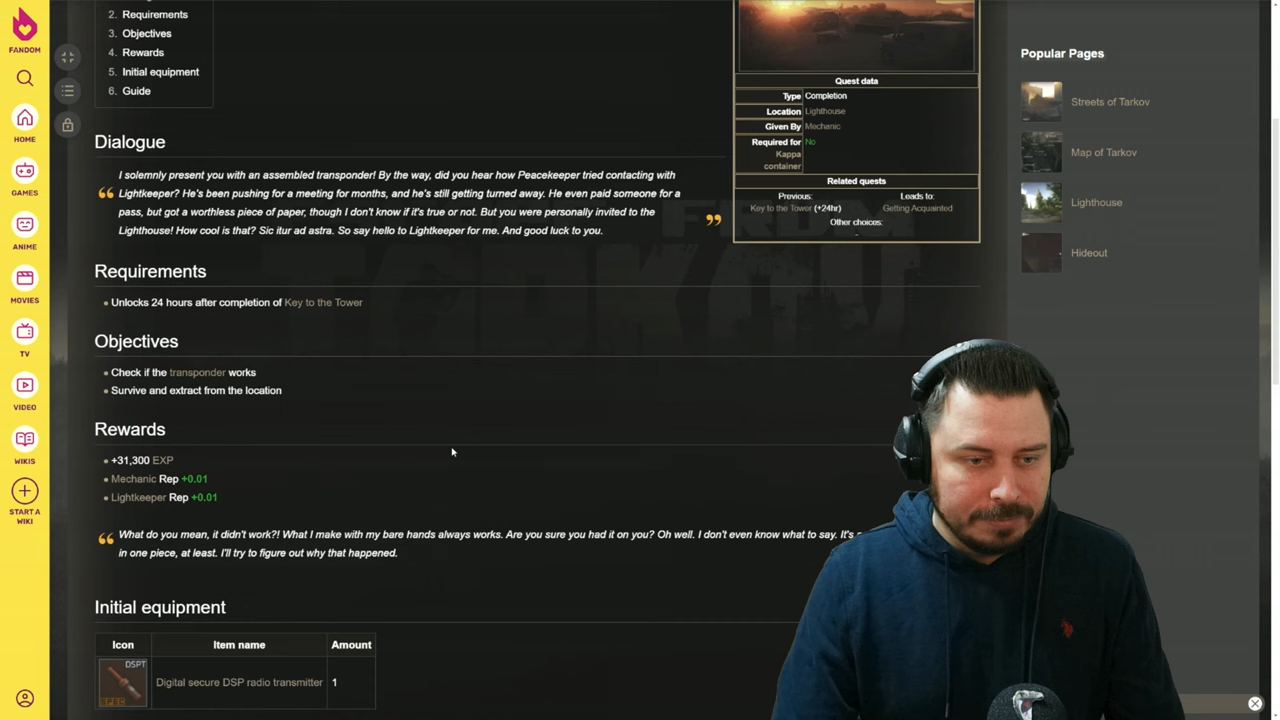 FANDOM
HOME
GAMES
ANIME
MOVIES
TV
VIDEO
WIKIS
START A
WIKI
2. Requirements
3. Objectives
4. Rewards
5. Initial equipment
6. Guide
Dialogue
I solemnly present you with an assembled transponder! By the way, did you hear how Peacekeeper tried contacting with
Lightkeeper? He's been pushing for a meeting for months, and he's still getting turned away. He even paid someone for a
pass, but got a worthless piece of paper, though I don't know if it's true or not. But you were personally invited to the
Lighthouse. How cool is that? Sic itur ad astra. So say hello to Lightkeeper for me. And good luck to you.
Requirements
Unlocks 24 hours after completion of Key to the Tower
Objectives
Check if the transponder works
Survive and extract from the location
Rewards
+31,300 EXP
Mechanic Rep +0.01
Lightkeeper Rep +0.01
What do you mean, it didn't work?! What I make with my bare hands always works. Are you sure you had it on you? Oh well. I don't even know what to say. It's
in one piece, at least. I'll try to figure out why that happened.
Initial equipment
Icon Item name Amount
DSPT
SPEC
Digital secure DSP radio transmitter 1
Quest data
Type Completion
Location Lighthouse
Given By Mechanic
Required for No
Kappa
container
Related quests
Previous: Leads to:
Key to the Tower (+24hr) Getting Acquainted
Other choices:
-
FROM
TARKOV
Popular Pages
Streets of Tarkov
Map of Tarkov
Lighthouse
Hideout